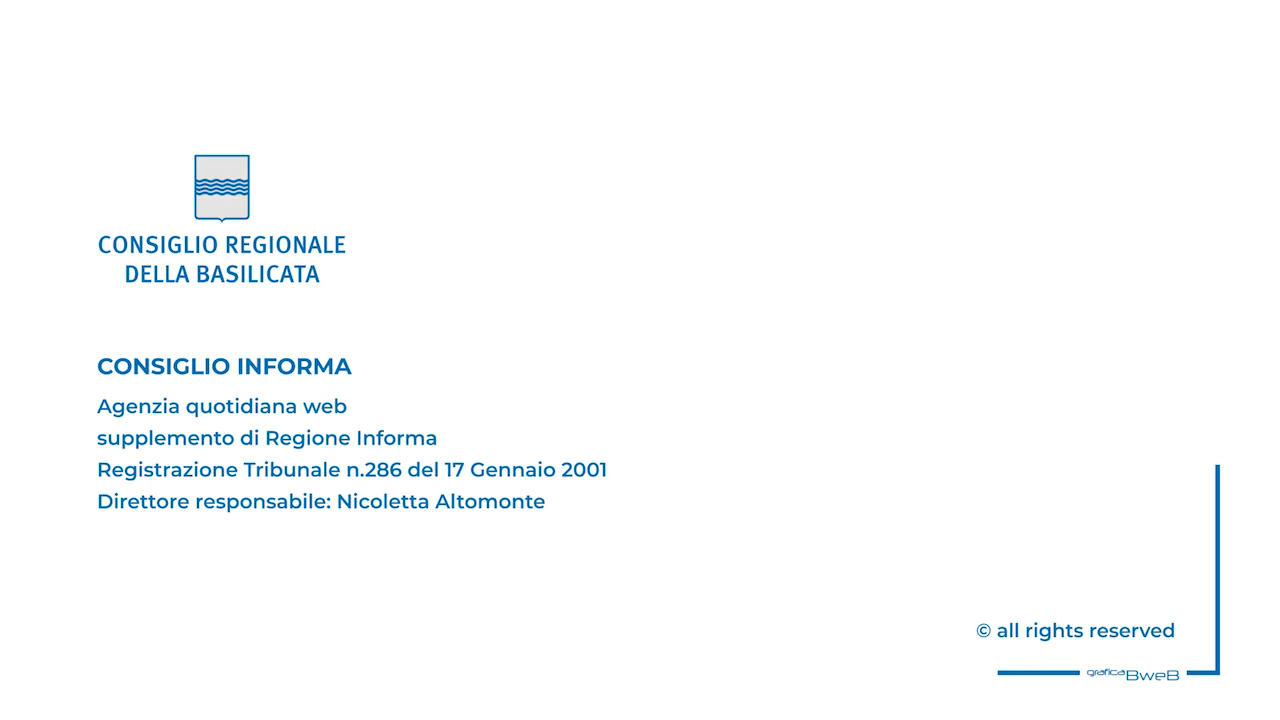 CONSIGLIO REGIONALE
DELLA BASILICATA
CONSIGLIO INFORMA
Agenzia quotidiana web
supplemento di Regione Informa
Registrazione Tribunale n.286 del 17 Gennaio 2001
Direttore responsabile: Nicoletta Altomonte
© all rights reserved
grafica BweB